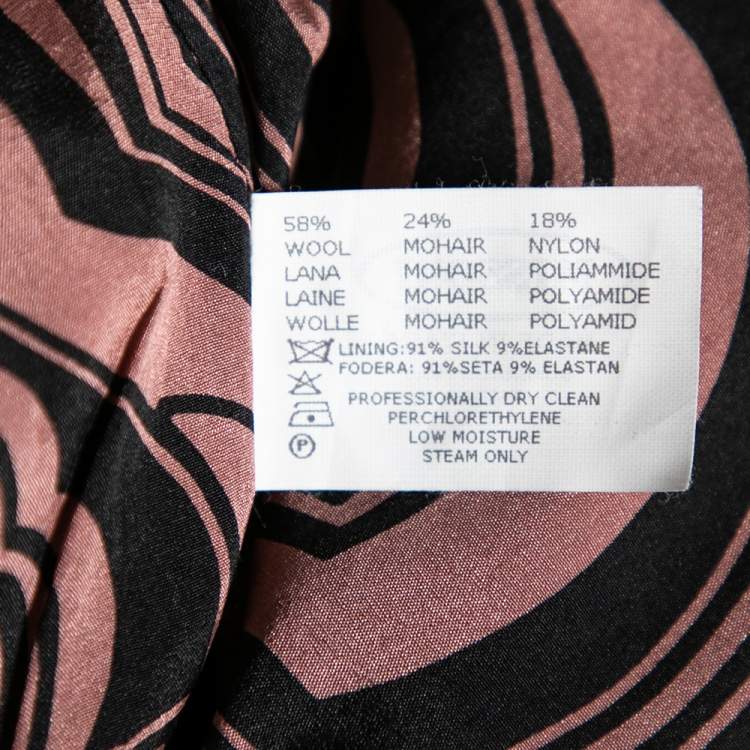 58% 24% 18%
WOOL MOHAIR NYLON
LANA MOHAIR POLIAMMIDE
LAINE MOHAIR POLYAMIDE
WOLLE MOHAIR POLYAMID
LINING:91% SILK 9%ELASTANE
FODERA: 91%SETA 9% ELASTAN
PROFESSIONALLY DRY CLEAN
PERCHLORETHYLENE
LOW MOISTURE
P STEAM ONLY